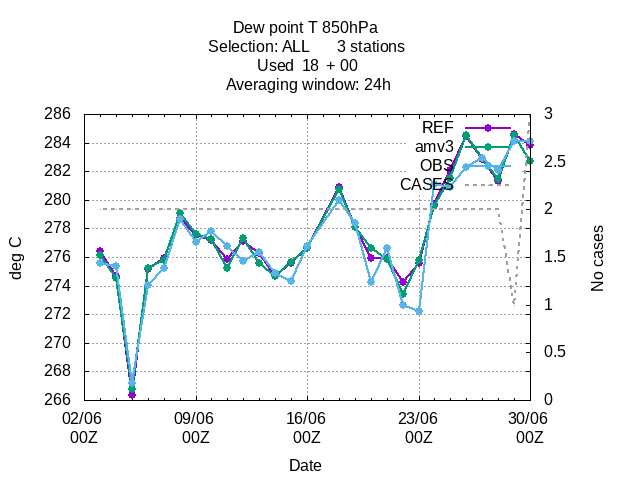 Dew point T 850hPa
Selection: ALL 3 stations
Used 18 + 00
Averaging window: 24h
286
284
282
280
278
276
274
272
270
268
266
deg C
REF
amv3
OBS
CASES
3
2.5
2
1.5
1
0.5
0
No cases
02/06 09/06 16/06 23/06 30/06
00Z 00Z 00Z 00Z 00Z
Date